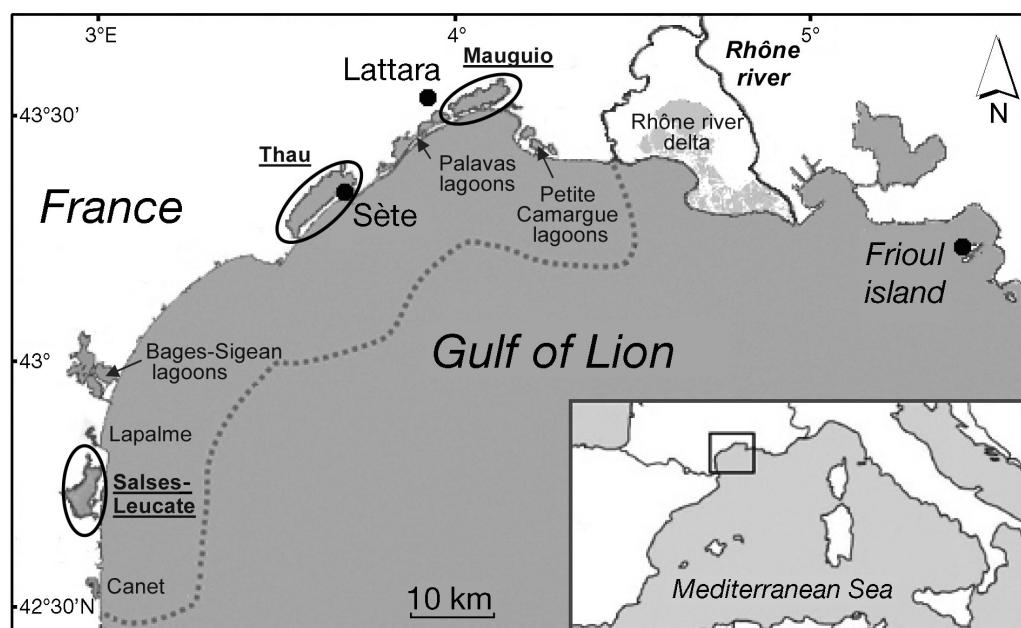 3°E
4°
5°
Mauguio
Rhône
river
Lattara
N
43°30'
Rhône river
delta
Thau
Palavas
lagoons
Petite
Camargue
lagoons
France
Sète
Frioul
island
43°
Bages-Sigean
lagoons
Gulf of Lion
Lapalme
Salses-
Leucate
Canet
42°30'N
10 km
Mediterranean Sea